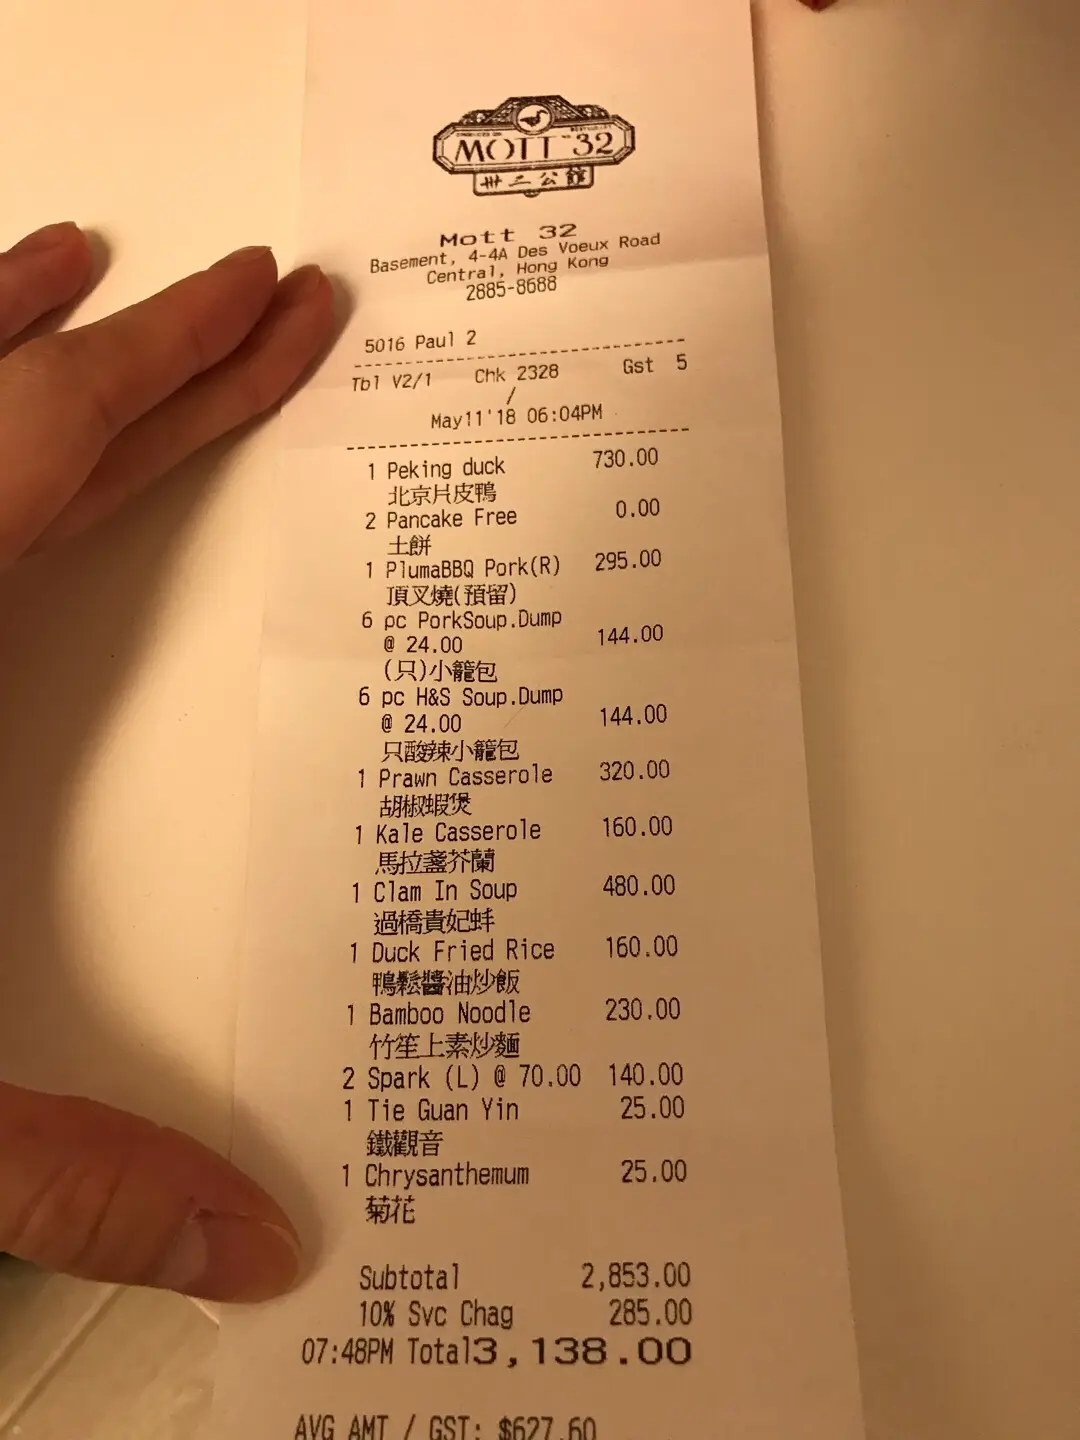 MOTT 32
卅二公館
Mott 32
Basement, 4-4A Des Voeux Road
Central, Hong Kong
2885-8688
5016 Paul 2
Tbl V2/1 Chk 2328 Gst 5
/
May11'18 06:04PM
1 Peking duck 730.00
北京片皮鴨
2 Pancake Free 0.00
土餅
1 PlumaBBQ Pork(R) 295.00
頂叉燒(預留)
6 pc PorkSoup.Dump
@ 24.00 144.00
(只)小籠包
6 pc H&S Soup.Dump
@ 24.00 144.00
只酸辣小籠包
1 Prawn Casserole 320.00
胡椒蝦煲
1 Kale Casserole 160.00
馬拉盞芥蘭
1 Clam In Soup 480.00
過橋貴妃蚌
1 Duck Fried Rice 160.00
鴨鬆醬油炒飯
1 Bamboo Noodle 230.00
竹笙上素炒麵
2 Spark (L) @ 70.00 140.00
1 Tie Guan Yin 25.00
鐵觀音
1 Chrysanthemum 25.00
菊花
Subtotal 2,853.00
10% Svc Chag 285.00
07:48PM Total 3,138.00
AVG AMT / GST: $627.60